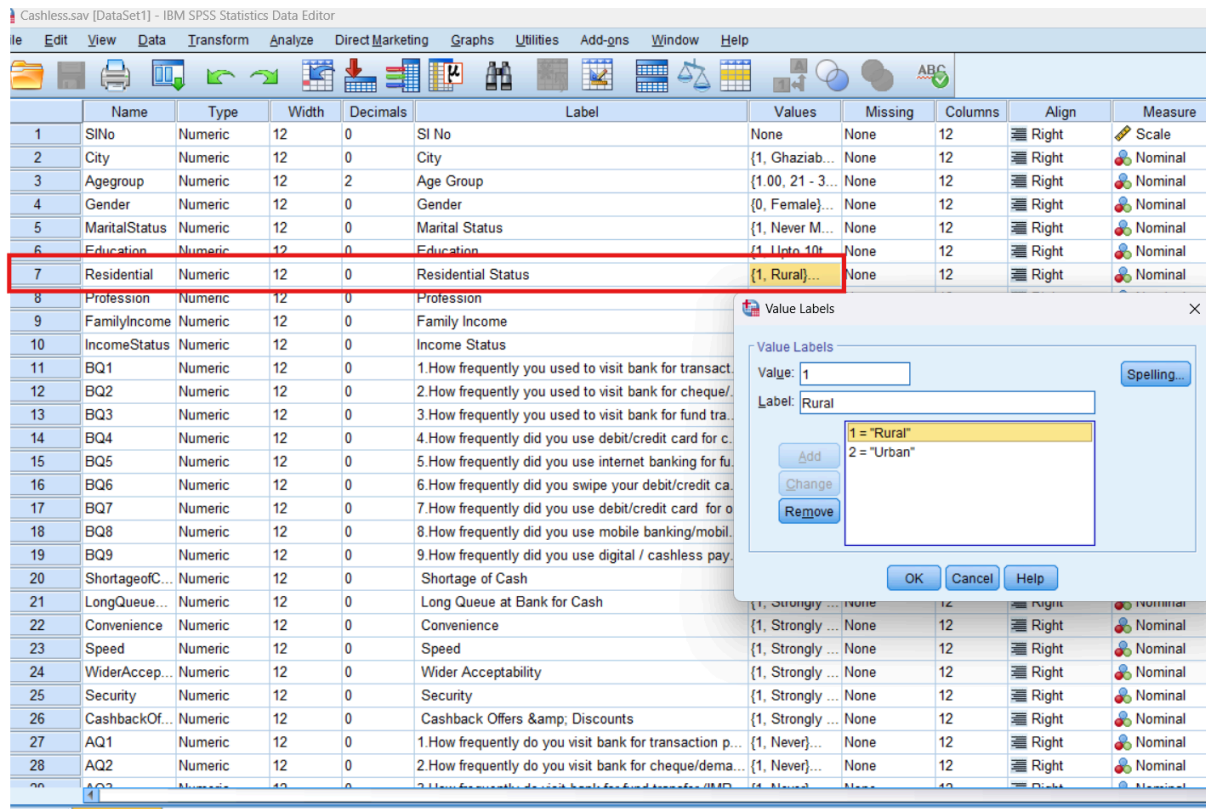 Cashless.sav [DataSet1] - IBM SPSS Statistics Data Editor
le Edit View Data Transform Analyze Direct Marketing Graphs Utilities Add-ons Window Help
Name Type Width Decimals Label Values Missing Columns Align Measure
1 SlNo Numeric 12 0 Sl No None None 12 Right Scale
2 City Numeric 12 0 City {1, Ghaziab... None 12 Right Nominal
3 Agegroup Numeric 12 2 Age Group {1.00, 21 - 3... None 12 Right Nominal
4 Gender Numeric 12 0 Gender {0, Female}... None 12 Right Nominal
5 MaritalStatus Numeric 12 0 Marital Status {1, Never M... None 12 Right Nominal
6 Education Numeric 12 0 Education {1, Upto 10t... None 12 Right Nominal
7 Residential Numeric 12 0 Residential Status {1, Rural}... None 12 Right Nominal
8 Profession Numeric 12 0 Profession
9 FamilyIncome Numeric 12 0 Family Income
10 IncomeStatus Numeric 12 0 Income Status
11 BQ1 Numeric 12 0 1.How frequently you used to visit bank for transact...
12 BQ2 Numeric 12 0 2.How frequently you used to visit bank for cheque/...
13 BQ3 Numeric 12 0 3.How frequently you used to visit bank for fund tra...
14 BQ4 Numeric 12 0 4.How frequently did you use debit/credit card for c...
15 BQ5 Numeric 12 0 5.How frequently did you use internet banking for fu...
16 BQ6 Numeric 12 0 6.How frequently did you swipe your debit/credit ca...
17 BQ7 Numeric 12 0 7.How frequently did you use debit/credit card for o
18 BQ8 Numeric 12 0 8.How frequently did you use mobile banking/mobil...
19 BQ9 Numeric 12 0 9.How frequently did you use digital / cashless pay...
20 ShortageofC... Numeric 12 0 Shortage of Cash
21 LongQueue... Numeric 12 0 Long Queue at Bank for Cash {1, Strongly ... None 12 Right Nominal
22 Convenience Numeric 12 0 Convenience {1, Strongly ... None 12 Right Nominal
23 Speed Numeric 12 0 Speed {1, Strongly ... None 12 Right Nominal
24 WiderAccep... Numeric 12 0 Wider Acceptability {1, Strongly ... None 12 Right Nominal
25 Security Numeric 12 0 Security {1, Strongly ... None 12 Right Nominal
26 CashbackOf... Numeric 12 0 Cashback Offers &amp; Discounts {1, Strongly ... None 12 Right Nominal
27 AQ1 Numeric 12 0 1.How frequently do you visit bank for transaction p... {1, Never}... None 12 Right Nominal
28 AQ2 Numeric 12 0 2.How frequently do you visit bank for cheque/dema... {1, Never}... None 12 Right Nominal
Value Labels
Value Labels
Value: 1
Spelling...
Label: Rural
1 = "Rural"
Add
2 = "Urban"
Change
Remove
OK Cancel Help